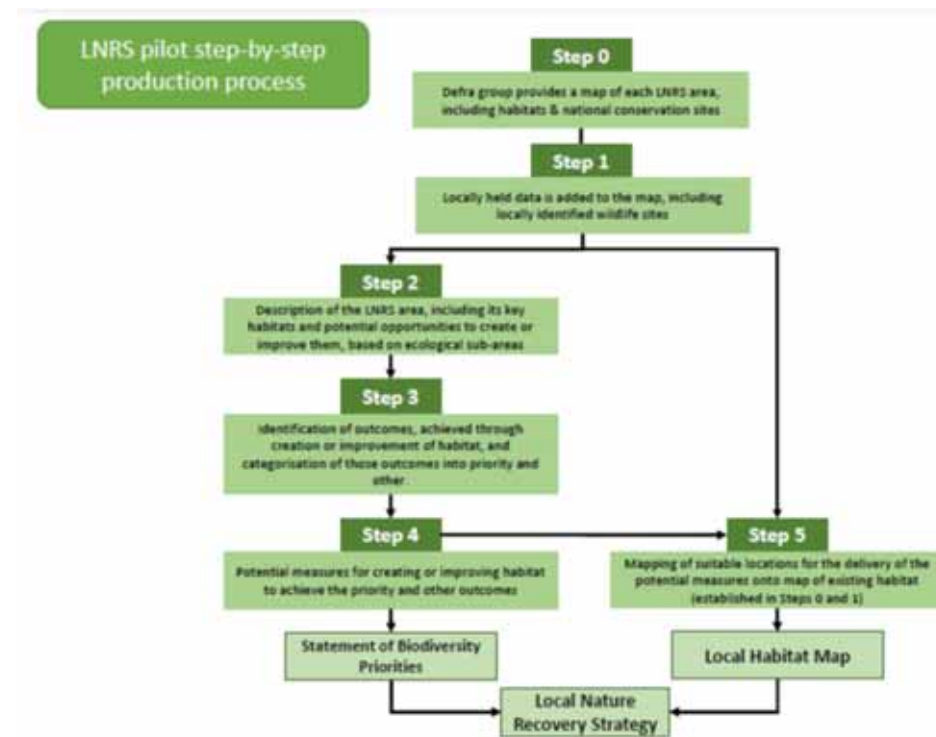 LNRS pilot step-by-step
production process
Step 0
Defra group provides a map of each LNRS area,
including habitats & national conservation sites
Step 1
Locally held data is added to the map, including
locally identified wildlife sites
Step 2
Description of the LNRS area, including its key
habitats and potential opportunities to create or
improve them, based on ecological sub-areas
Step 3
Identification of outcomes, achieved through
creation or improvement of habitat, and
categorisation of those outcomes into priority and
other
Step 4
Potential measures for creating or improving habitat
to achieve the priority and other outcomes
Step 5
Mapping of suitable locations for the delivery of the
potential measures onto map of existing habitat
(established in Steps 0 and 1)
Statement of Biodiversity
Priorities
Local Habitat Map
Local Nature
Recovery Strategy